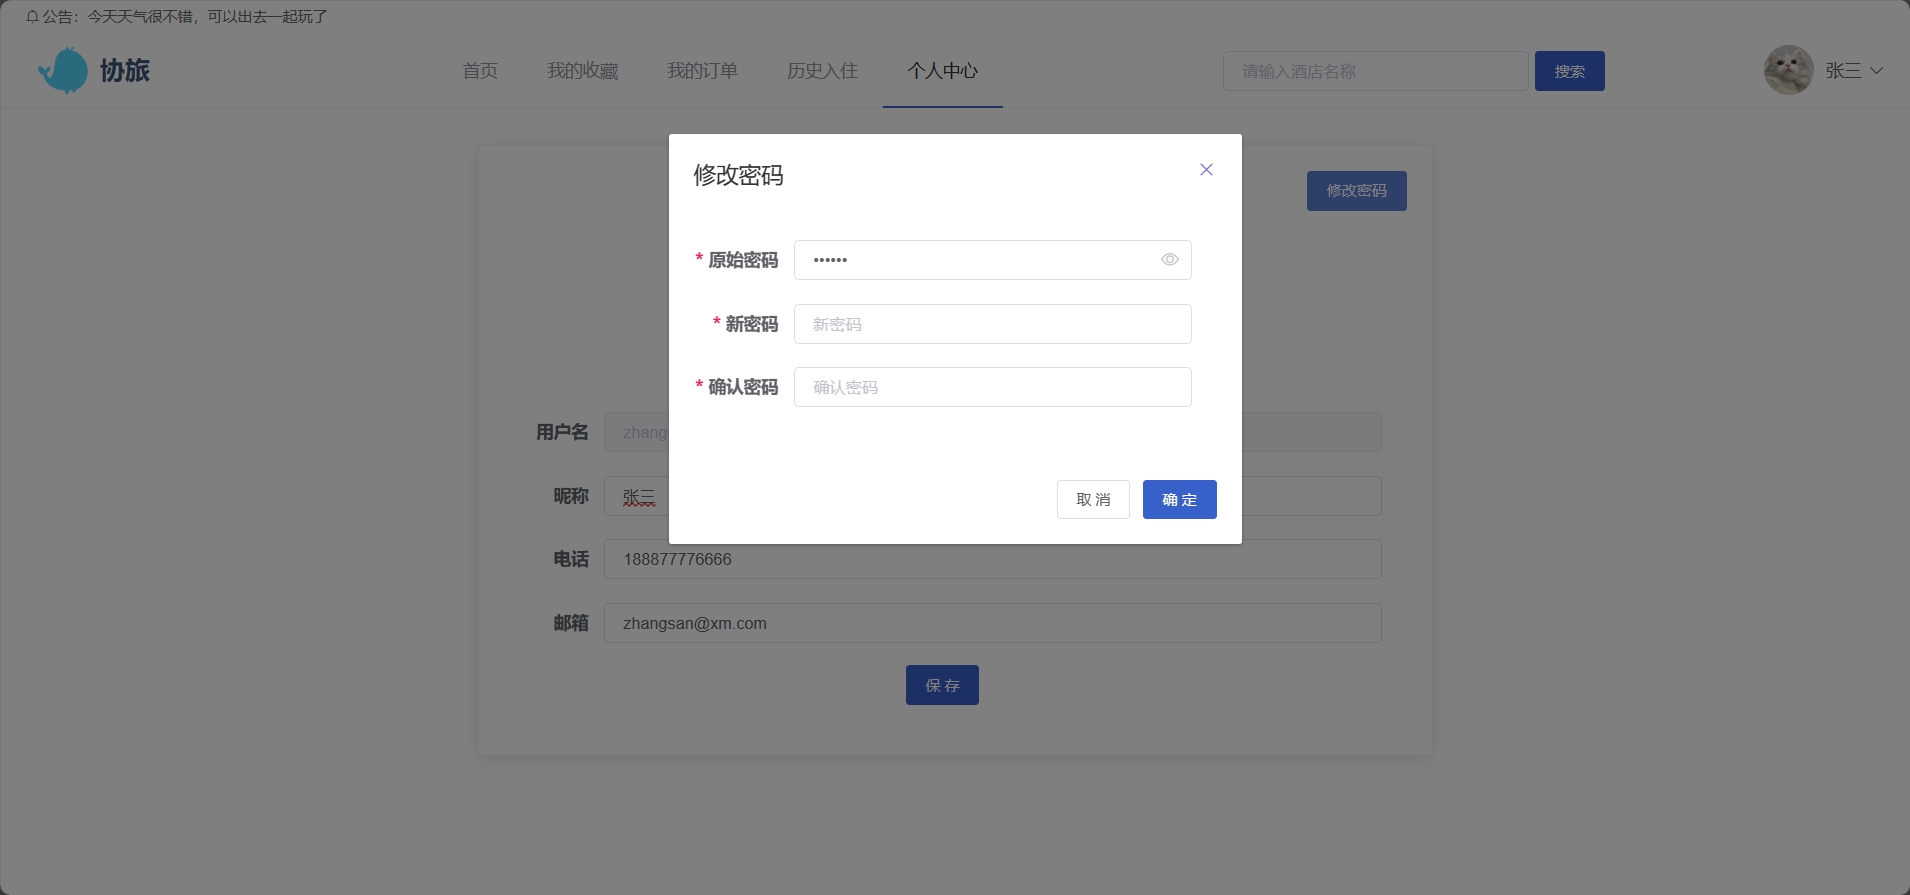 公告：今天天气很不错，可以出去一起玩了
协旅
首页 我的收藏 我的订单 历史入住 个人中心 请输入酒店名称 搜索 张三
修改密码
修改密码
* 原始密码 ••••••
* 新密码 新密码
* 确认密码 确认密码
用户名 zhang
昵称 张三
取 消 确 定
电话 188877776666
邮箱 zhangsan@xm.com
保 存